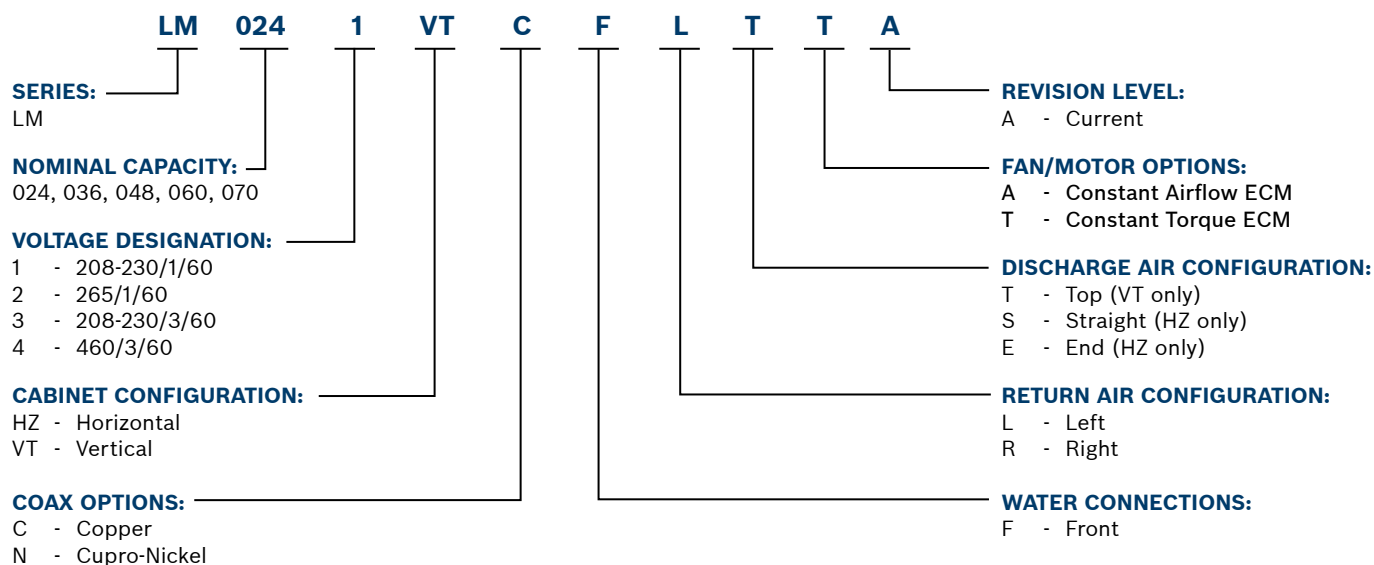 LM 024 1 VT C F L T T A
SERIES:
LM
NOMINAL CAPACITY:
024, 036, 048, 060, 070
VOLTAGE DESIGNATION:
1 - 208-230/1/60
2 - 265/1/60
3 - 208-230/3/60
4 - 460/3/60
CABINET CONFIGURATION:
HZ - Horizontal
VT - Vertical
COAX OPTIONS:
C - Copper
N - Cupro-Nickel
REVISION LEVEL:
A - Current
FAN/MOTOR OPTIONS:
A - Constant Airflow ECM
T - Constant Torque ECM
DISCHARGE AIR CONFIGURATION:
T - Top (VT only)
S - Straight (HZ only)
E - End (HZ only)
RETURN AIR CONFIGURATION:
L - Left
R - Right
WATER CONNECTIONS:
F - Front